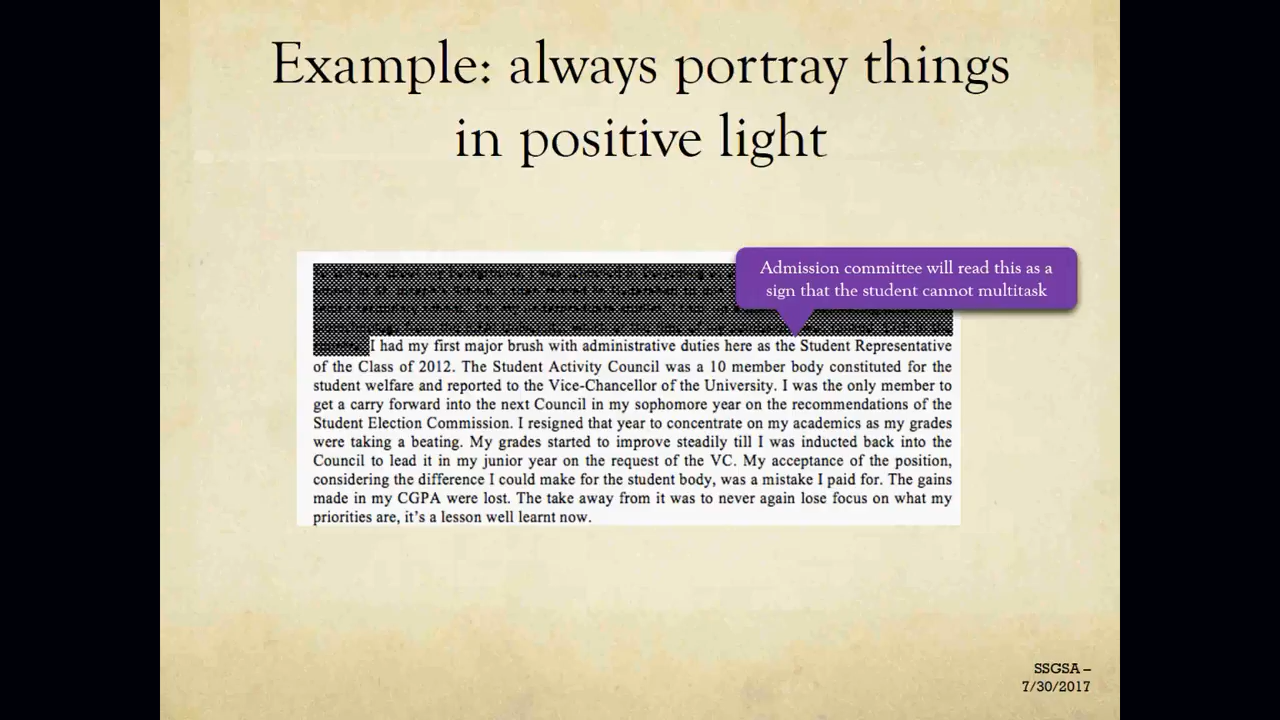 Example: always portray things
in positive light
Admission committee will read this as a
sign that the student cannot multitask
I had my first major brush with administrative duties here as the Student Representative
of the Class of 2012. The Student Activity Council was a 10 member body constituted for the
student welfare and reported to the Vice-Chancellor of the University. I was the only member to
get a carry forward into the next Council in my sophomore year on the recommendations of the
Student Election Commission. I resigned that year to concentrate on my academics as my grades
were taking a beating. My grades started to improve steadily till I was inducted back into the
Council to lead it in my junior year on the request of the VC. My acceptance of the position,
considering the difference I could make for the student body, was a mistake I paid for. The gains
made in my CGPA were lost. The take away from it was to never again lose focus on what my
priorities are, it's a lesson well learnt now.
SSGSA –
7/30/2017